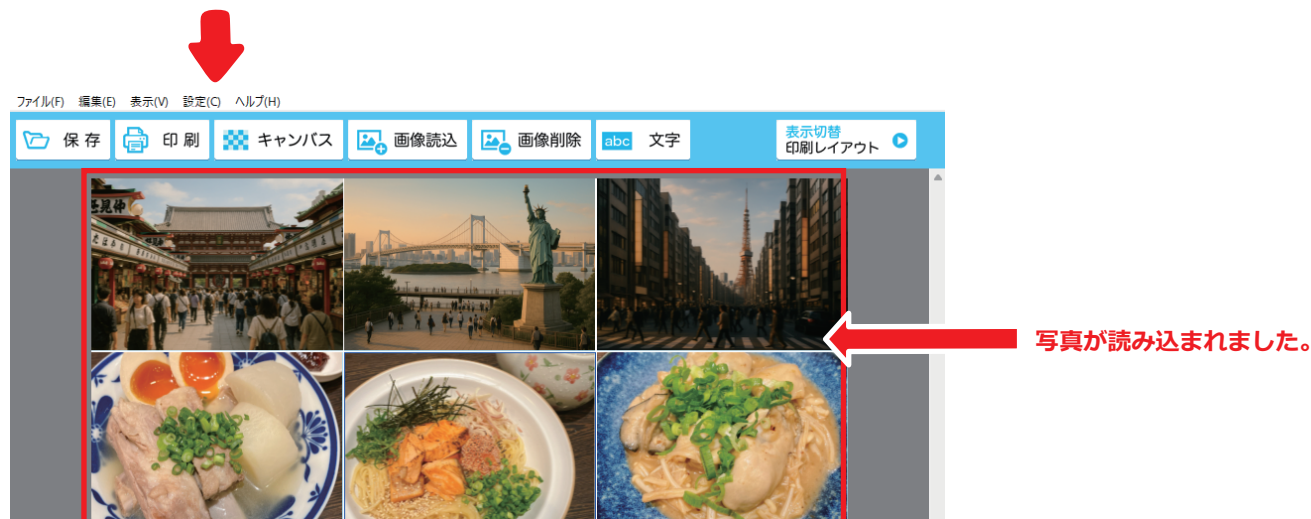 ファイル(F) 編集(E) 表示(V) 設定(C) ヘルプ(H)
保存 印刷 キャンバス 画像読込 画像削除 abc 文字
表示切替
印刷レイアウト
写真が読み込まれました。